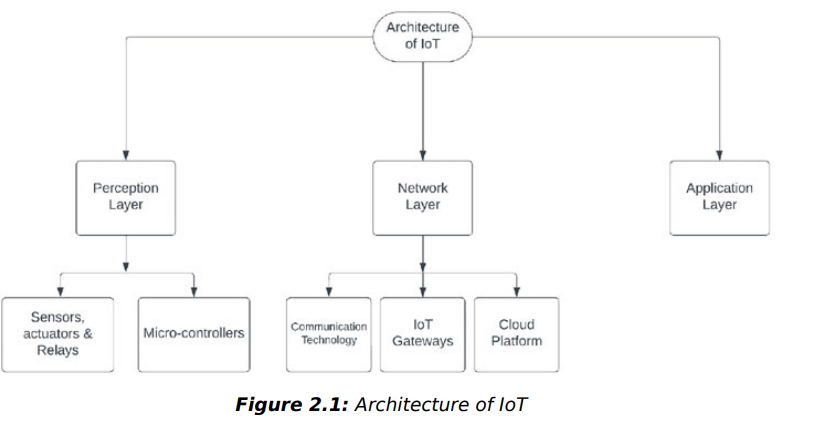 Architecture
of IoT
Perception
Layer
Network
Layer
Application
Layer
Sensors,
actuators &
Relays
Micro-controllers
Communication
Technology
IoT
Gateways
Cloud
Platform
Figure 2.1: Architecture of IoT